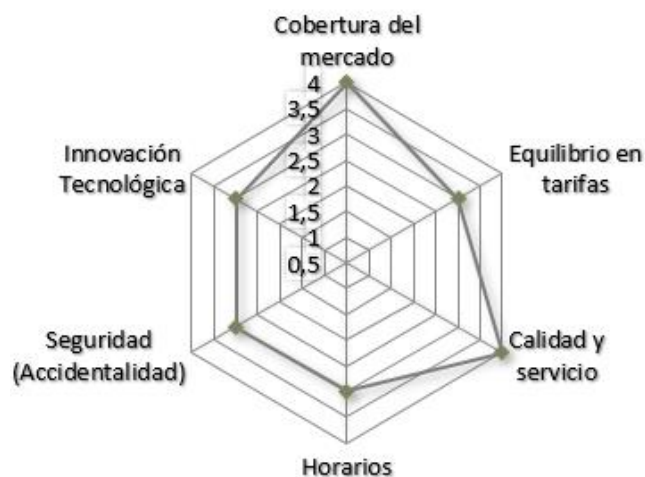 Cobertura del
mercado
4
3,5
3
2,5
2
1,5
1
0,5
Equilibrio en
tarifas
Calidad y
servicio
Horarios
Seguridad
(Accidentalidad)
Innovación
Tecnológica